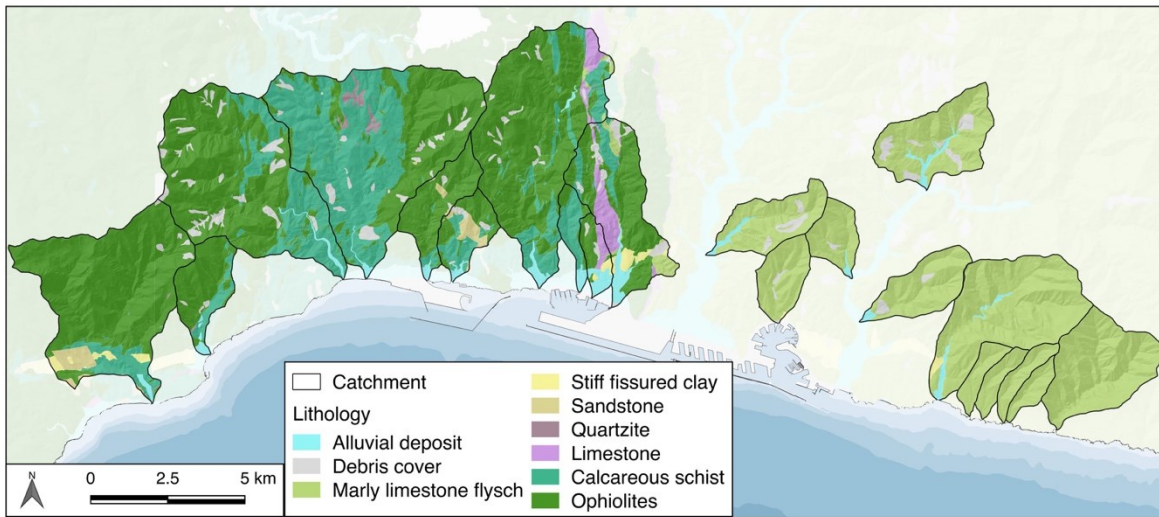 Catchment
Lithology
Alluvial deposit
Debris cover
Marly limestone flysch
Stiff fissured clay
Sandstone
Quartzite
Limestone
Calcareous schist
Ophiolites
N
0 2.5 5 km